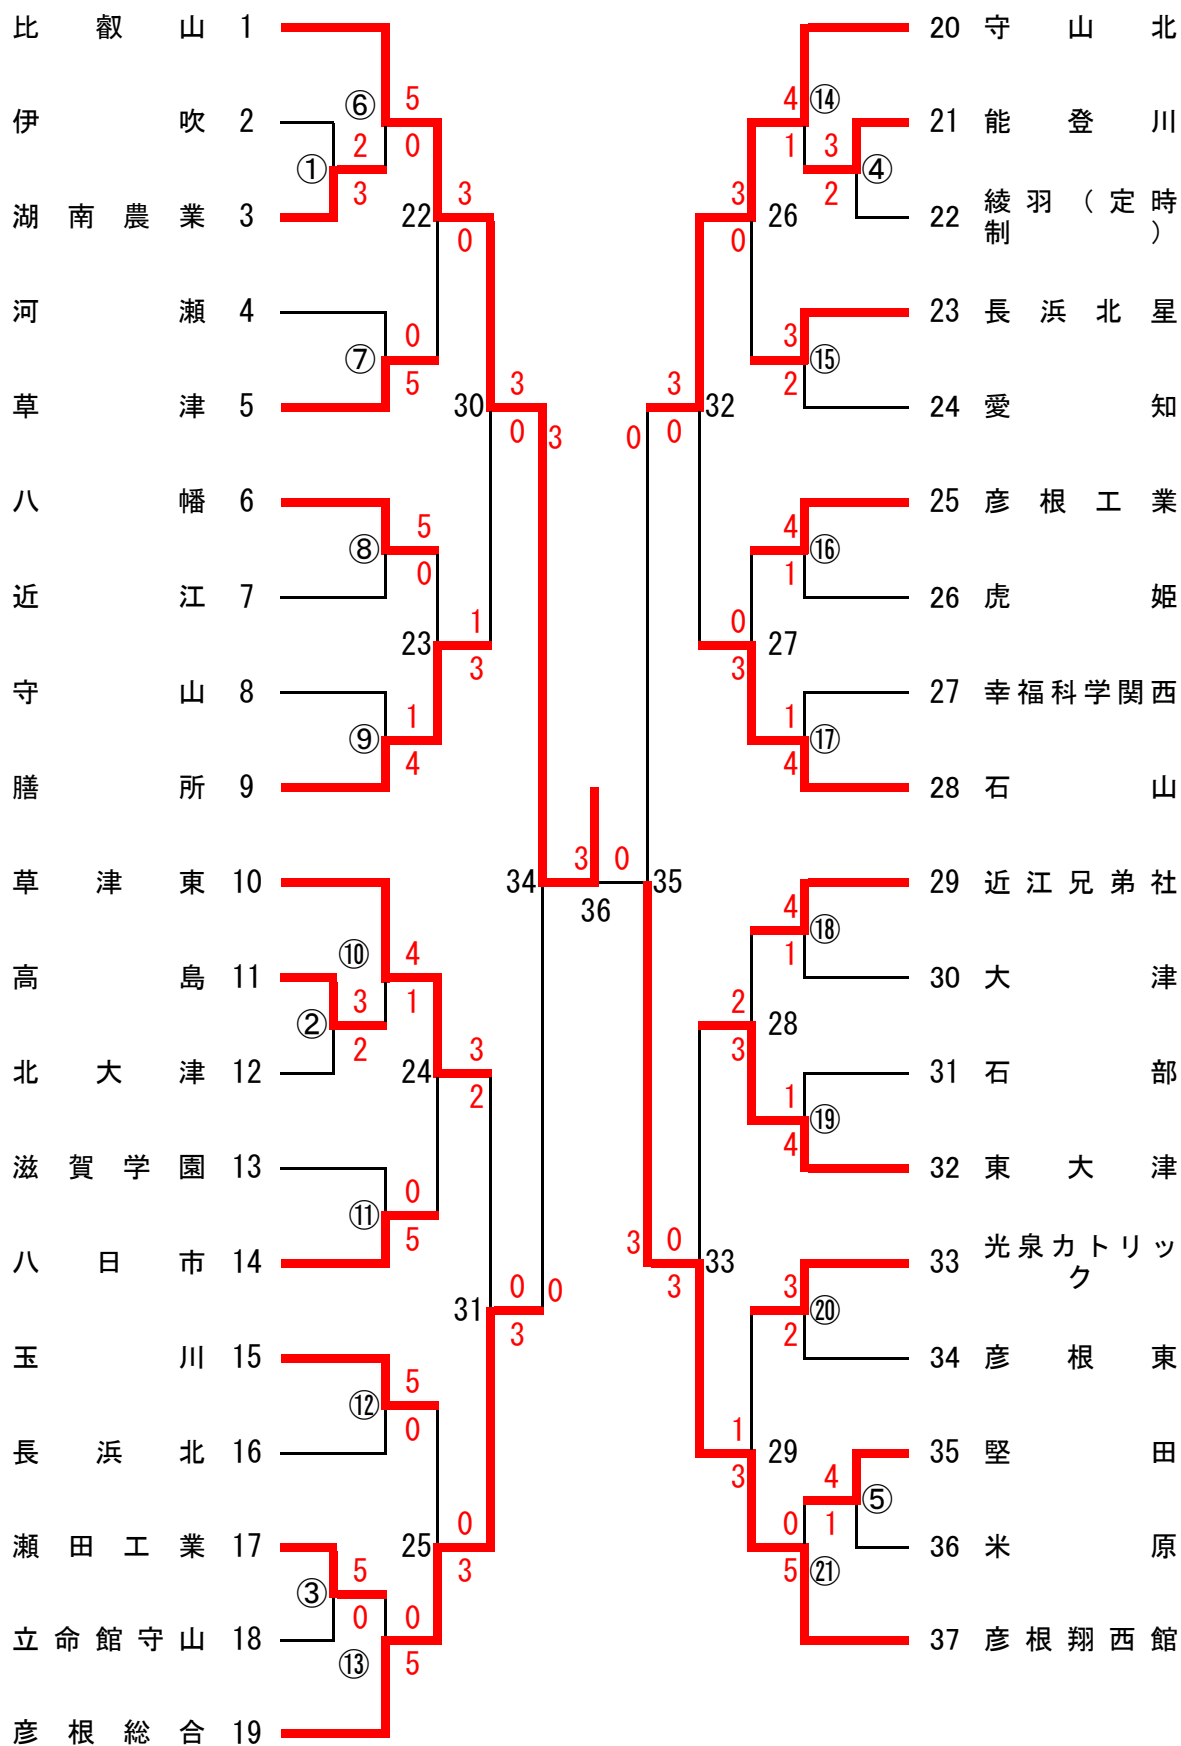 比叡山 1
⑥ 5
伊吹 2
2 0
① 3
湖南農業 3
22 3
0
河瀬 4
0
⑦ 5
草津 5
30 3
0 3
八幡 6
5
⑧ 0
近江 7
23 1
3
守山 8
1
⑨ 4
膳所 9
草津東 10
34 3 0 35
36
⑩ 4
高島 11
3 1
② 2
北大津 12
24 3
2
滋賀学園 13
0
⑪ 5
八日市 14
31 0 0
3
玉川 15
5
⑫ 0
長浜北 16
瀬田工業 17
25 0
3
③ 5
0 0
立命館守山 18
⑬ 5
彦根総合 19
20 守山北
4 ⑭
21 能登川
1 3
2 ④
22 綾羽(定時
制)
3 26
0
23 長浜北星
3 ⑮
2
24 愛知
3 32
0 0
25 彦根工業
4 ⑯
1
26 虎姫
0 27
3
27 幸福科学関西
1 ⑰
4
28 石山
29 近江兄弟社
4 ⑱
1
30 大津
2 28
3
31 石部
1 ⑲
4
32 東大津
3 0 33
3
33 光泉カトリッ
ク
3 ⑳
2
34 彦根東
1 29
3
35 堅田
4 ⑤
1
36 米原
0
5 ㉑
37 彦根翔西館